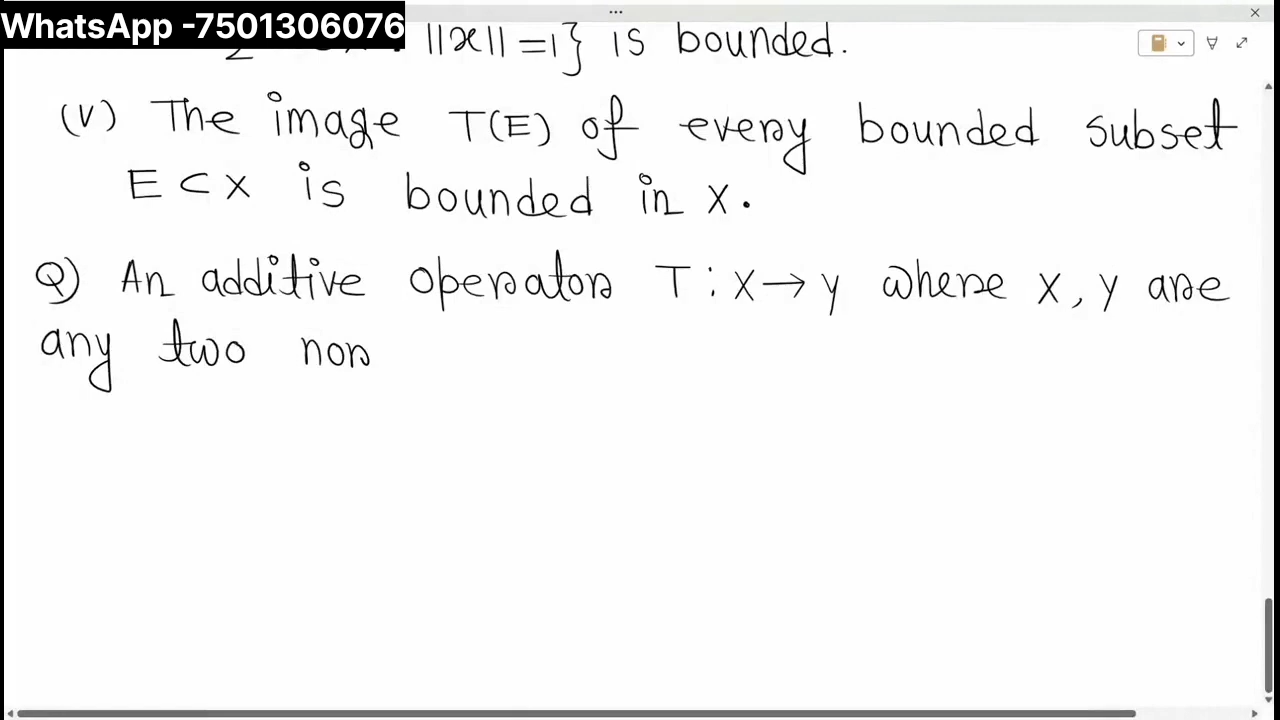 WhatsApp -7501306076
||x|| =1} is bounded.
(V) The image T(E) of every bounded subset
E ⊂ X is bounded in X.
Q) An additive operator T : X → Y where X, Y are
any two nor